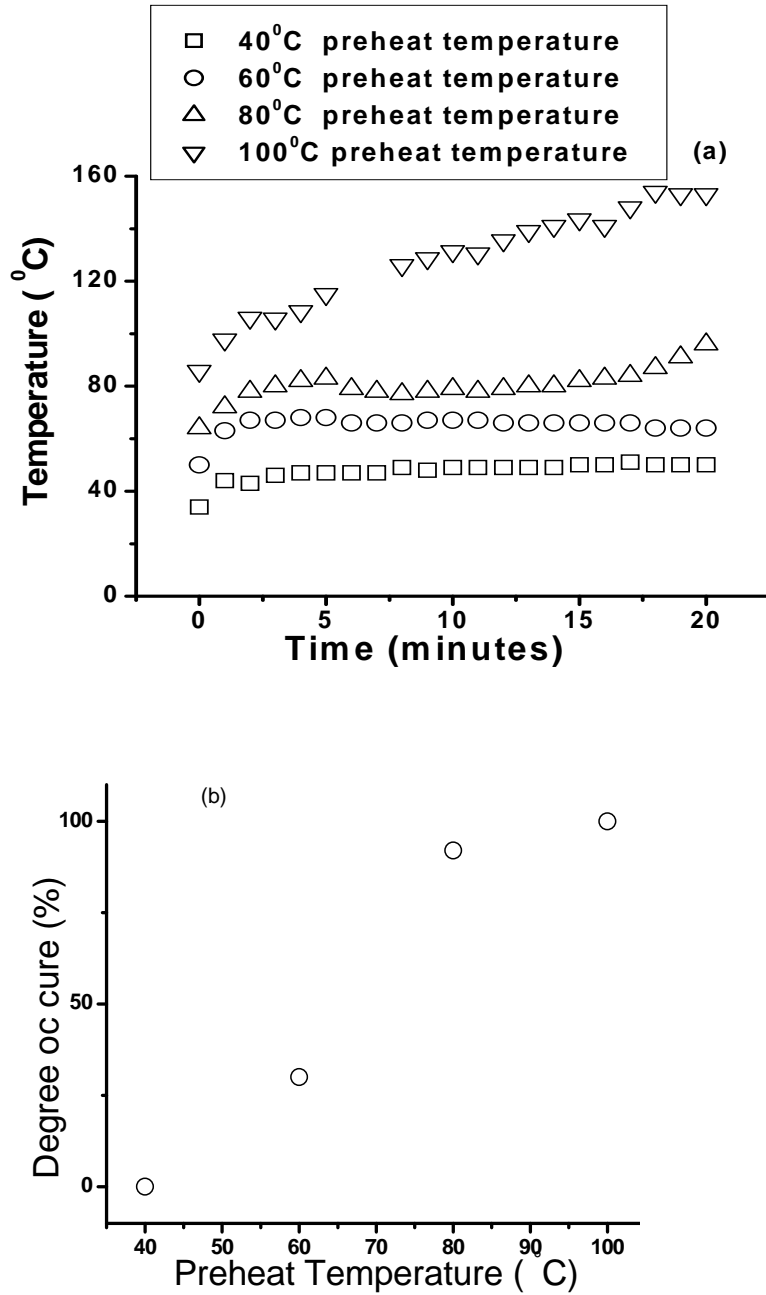 40⁰C preheat temperature
60⁰C preheat temperature
80⁰C preheat temperature
100⁰C preheat temperature
(a)
Temperature (⁰C)
160
120
80
40
0
0 5 10 15 20
Time (minutes)
(b)
Degree oc cure (%)
100
50
0
40 50 60 70 80 90 100
Preheat Temperature (°C)